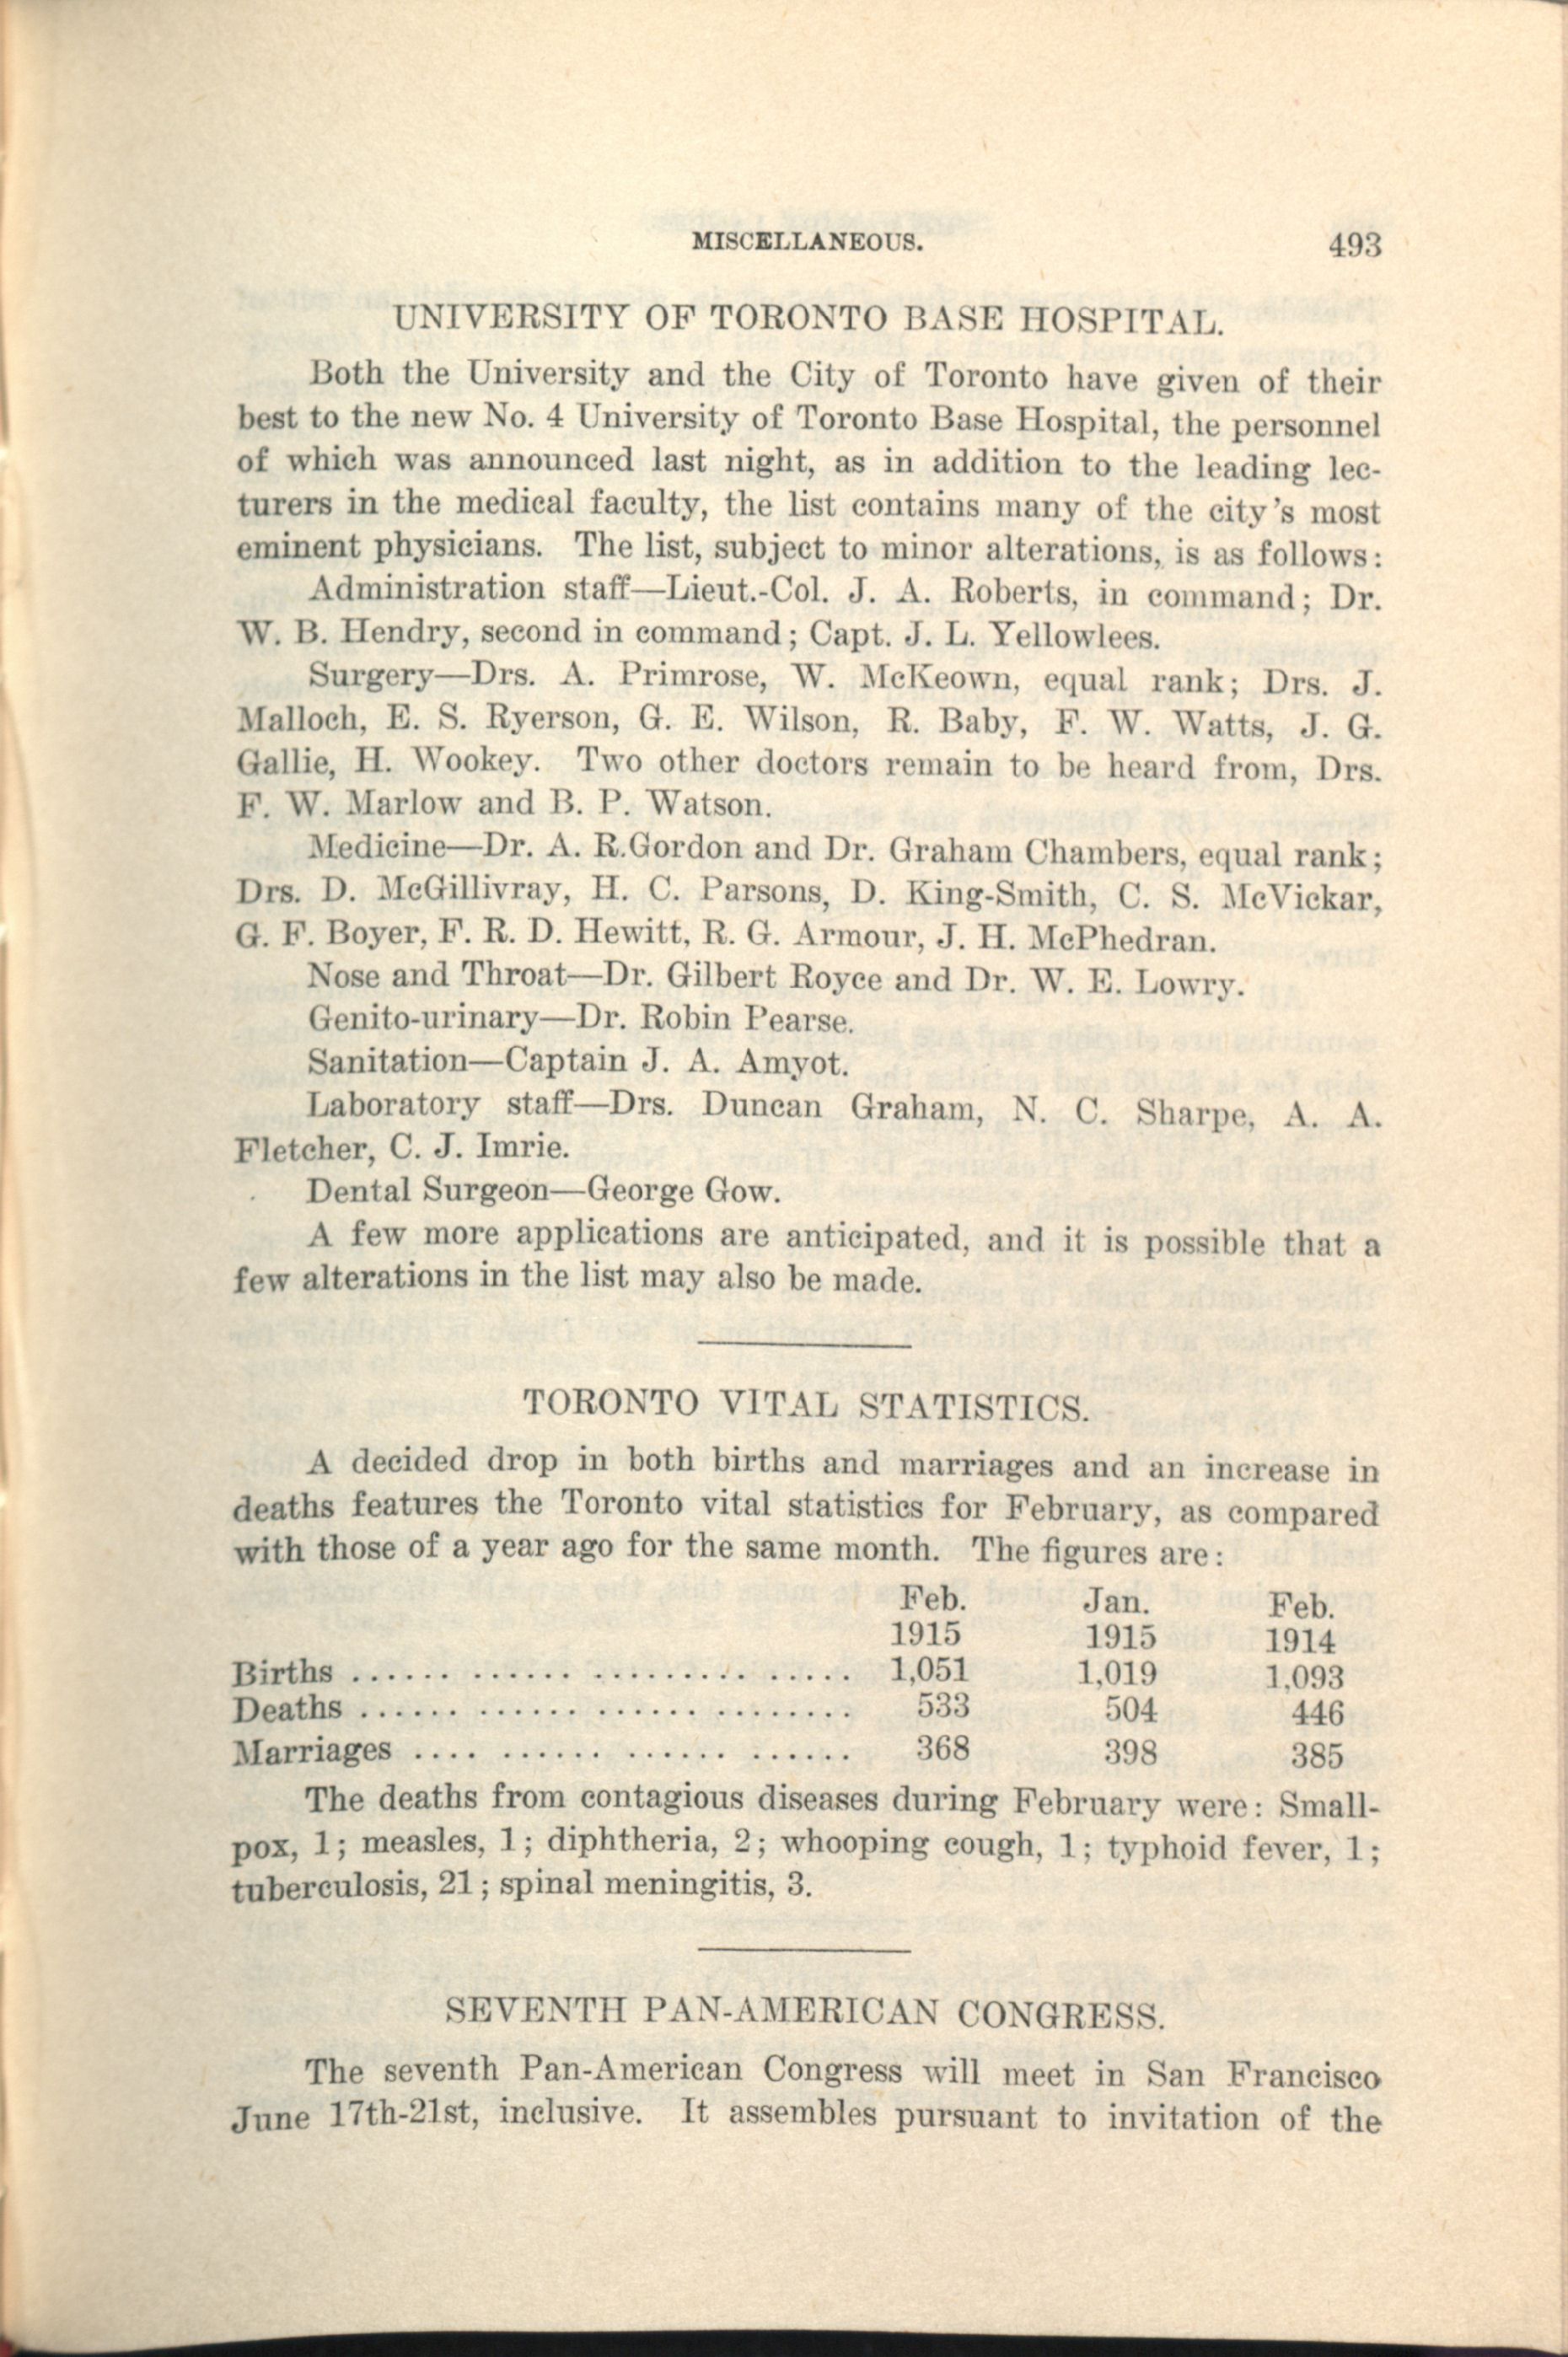 MISCELLANEOUS. 493
UNIVERSITY OF TORONTO BASE HOSPITAL.
Both the University and the City of Toronto have given of their
best to the new No. 4 University of Toronto Base Hospital, the personnel
of which was announced last night, as in addition to the leading lec-
turers in the medical faculty, the list contains many of the city's most
eminent physicians. The list, subject to minor alterations, is as follows:
Administration staff—Lieut.-Col. J. A. Roberts, in command; Dr.
W. B. Hendry, second in command; Capt. J. L. Yellowlees.
Surgery—Drs. A. Primrose, W. McKeown, equal rank; Drs. J.
Malloch, E. S. Ryerson, G. E. Wilson, R. Baby, F. W. Watts, J. G.
Gallie, H. Wookey. Two other doctors remain to be heard from, Drs.
F. W. Marlow and B. P. Watson.
Medicine—Dr. A. R.Gordon and Dr. Graham Chambers, equal rank;
Drs. D. McGillivray, H. C. Parsons, D. King-Smith, C. S. McVickar,
G. F. Boyer, F. R. D. Hewitt, R. G. Armour, J. H. McPhedran.
Nose and Throat—Dr. Gilbert Royce and Dr. W. E. Lowry.
Genito-urinary—Dr. Robin Pearse.
Sanitation—Captain J. A. Amyot.
Laboratory staff—Drs. Duncan Graham, N. C. Sharpe, A. A.
Fletcher, C. J. Imrie.
Dental Surgeon—George Gow.
A few more applications are anticipated, and it is possible that a
few alterations in the list may also be made.
TORONTO VITAL STATISTICS.
A decided drop in both births and marriages and an increase in
deaths features the Toronto vital statistics for February, as compared
with those of a year ago for the same month. The figures are:
Feb. Jan. Feb.
1915 1915 1914
Births ...... ...... ......... ..... 1,051 1,019 1,093
Deaths ...... ...... ...... ........ 533 504 446
Marriages .... ...... ...... ...... 368 398 385
The deaths from contagious diseases during February were: Small-
pox, 1; measles, 1; diphtheria, 2; whooping cough, 1; typhoid fever, 1;
tuberculosis, 21; spinal meningitis, 3.
SEVENTH PAN-AMERICAN CONGRESS.
The seventh Pan-American Congress will meet in San Francisco
June 17th-21st, inclusive. It assembles pursuant to invitation of the